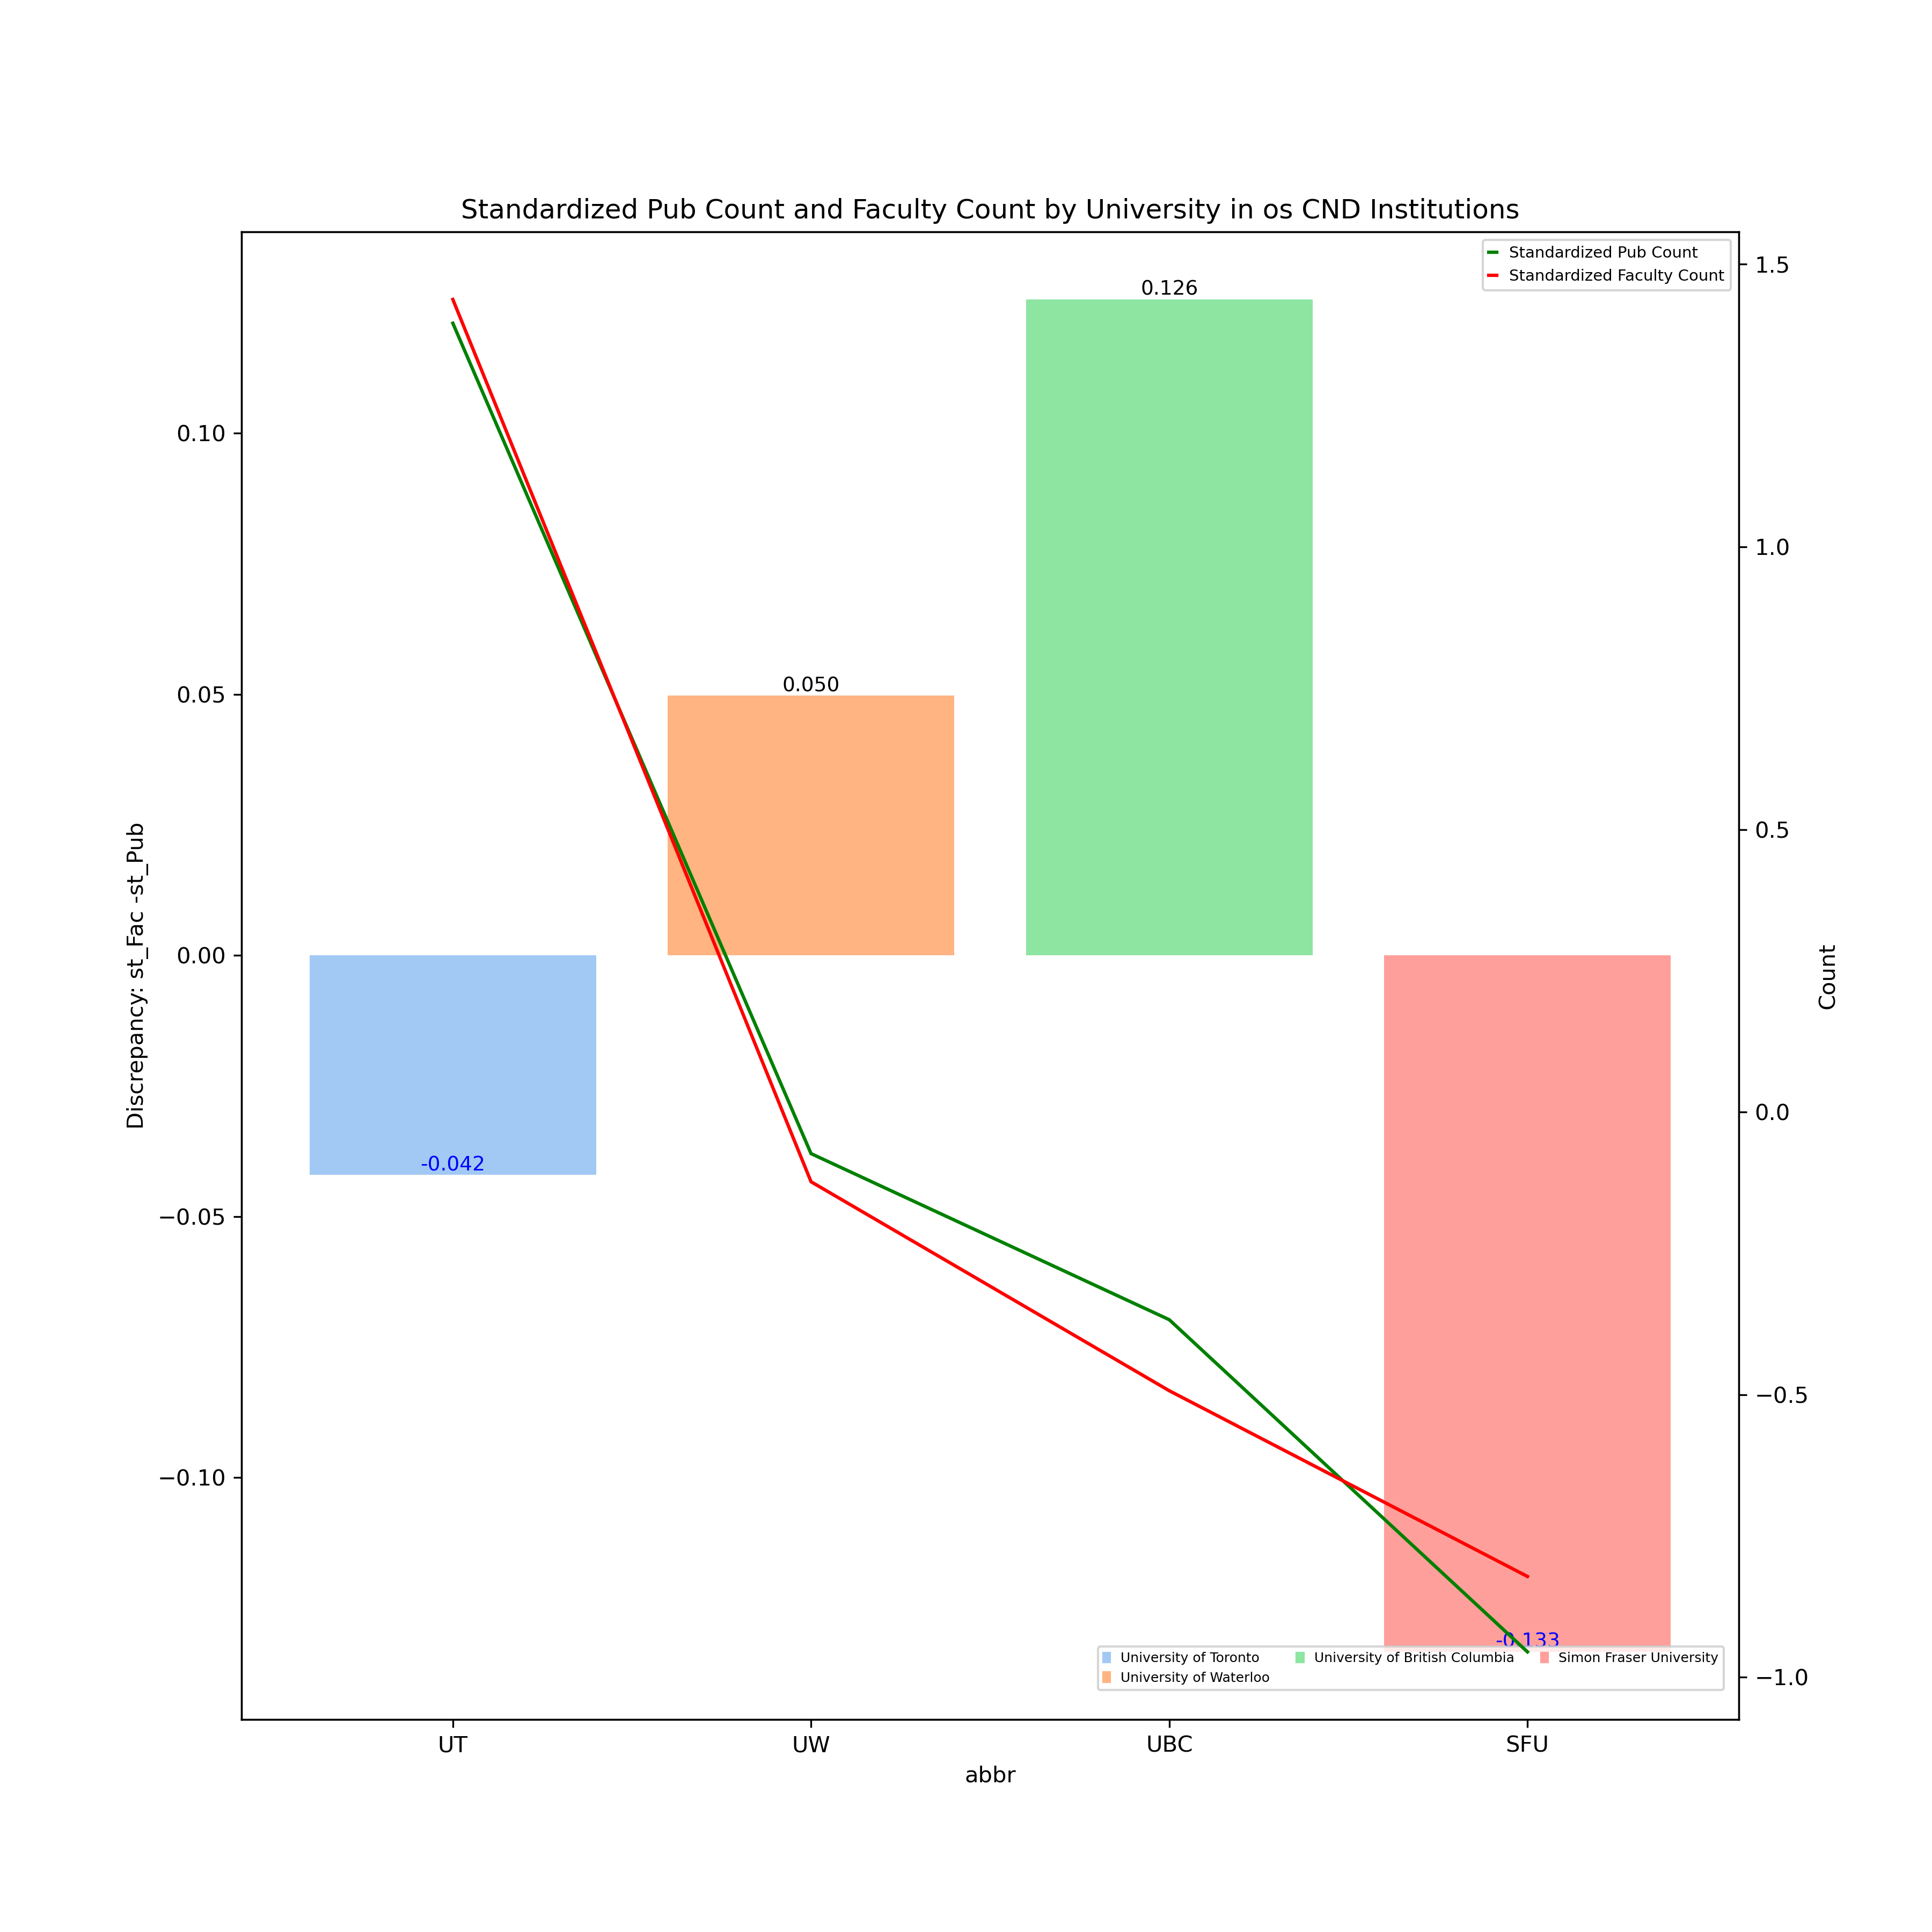 Standardized Pub Count and Faculty Count by University in os CND Institutions
Standardized Pub Count
Standardized Faculty Count
0.126
0.050
-0.042
-0.133
0.10
0.05
0.00
−0.05
−0.10
Discrepancy: st_Fac -st_Pub
1.5
1.0
0.5
0.0
−0.5
−1.0
Count
University of Toronto
University of British Columbia
Simon Fraser University
University of Waterloo
UT
UW
UBC
SFU
abbr